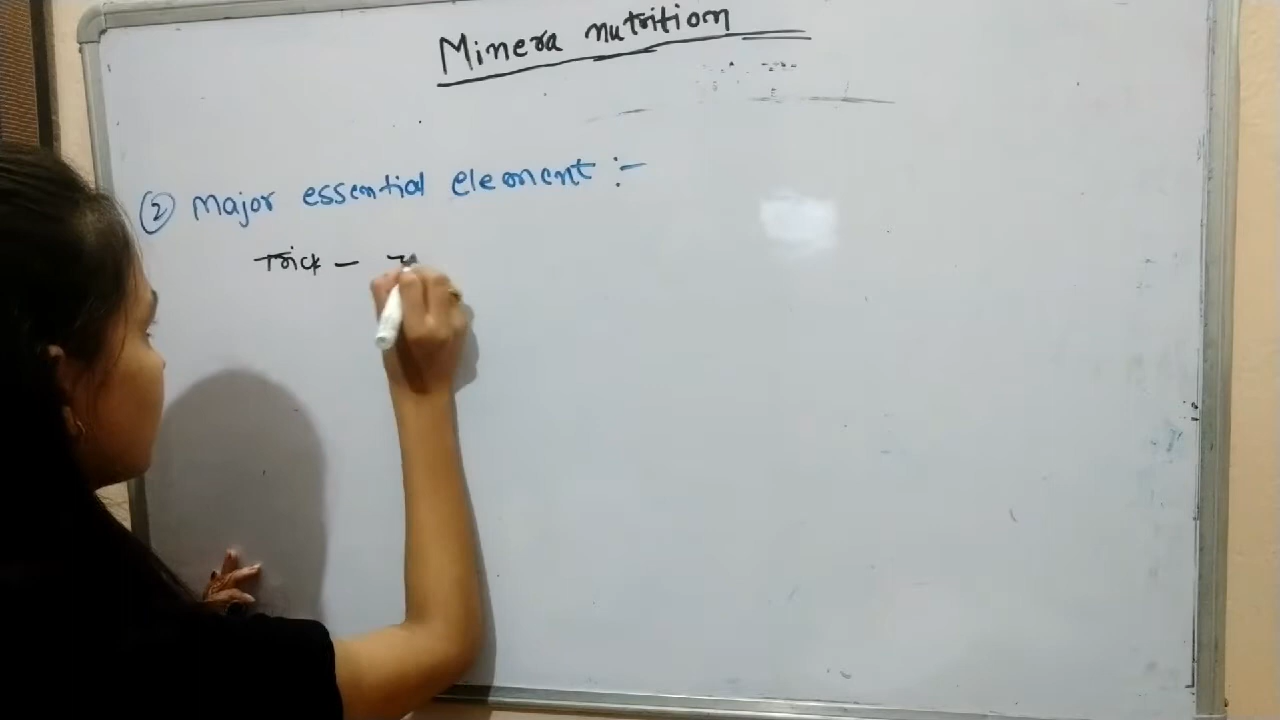 Minera nutrition
② Major essential element :-
Trick -